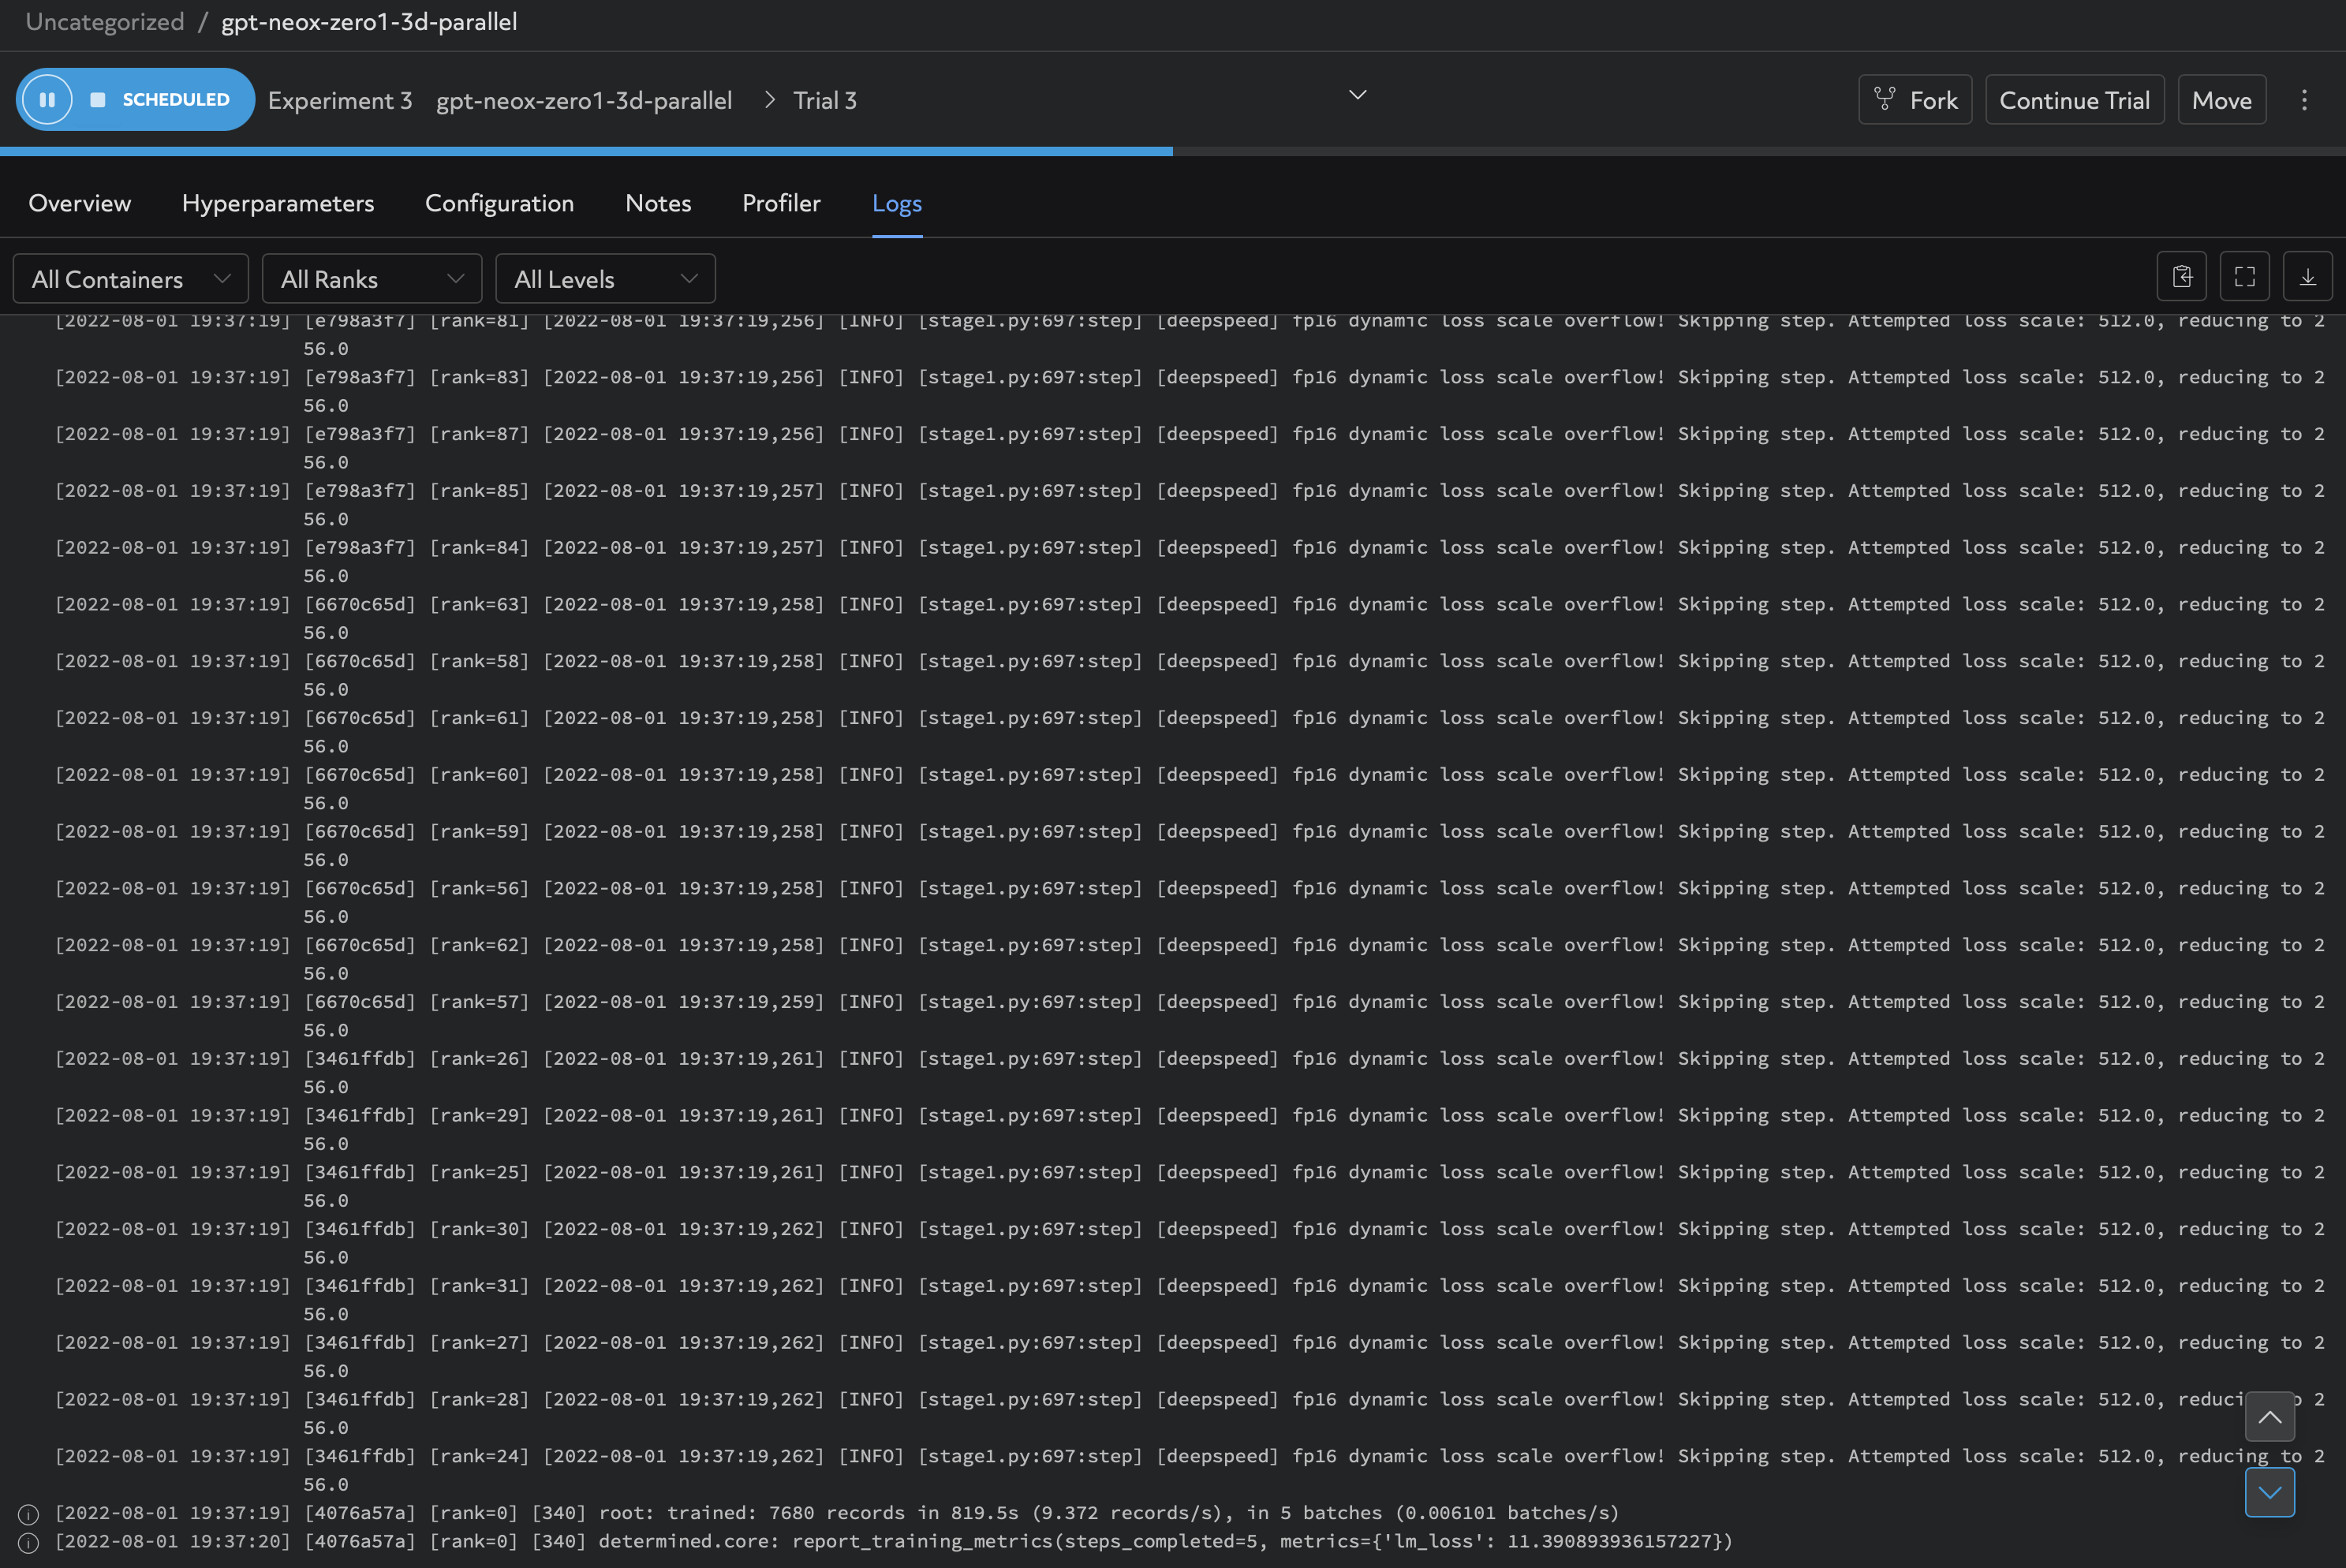 Uncategorized / gpt-neox-zero1-3d-parallel
SCHEDULED Experiment 3 gpt-neox-zero1-3d-parallel > Trial 3 Fork Continue Trial Move
Overview Hyperparameters Configuration Notes Profiler Logs
All Containers All Ranks All Levels
[2022-08-01 19:37:19] [e798a3f7] [rank=81] [2022-08-01 19:37:19,256] [INFO] [stage1.py:697:step] [deepspeed] fp16 dynamic loss scale overflow! Skipping step. Attempted loss scale: 512.0, reducing to 2
56.0
[2022-08-01 19:37:19] [e798a3f7] [rank=83] [2022-08-01 19:37:19,256] [INFO] [stage1.py:697:step] [deepspeed] fp16 dynamic loss scale overflow! Skipping step. Attempted loss scale: 512.0, reducing to 2
56.0
[2022-08-01 19:37:19] [e798a3f7] [rank=87] [2022-08-01 19:37:19,256] [INFO] [stage1.py:697:step] [deepspeed] fp16 dynamic loss scale overflow! Skipping step. Attempted loss scale: 512.0, reducing to 2
56.0
[2022-08-01 19:37:19] [e798a3f7] [rank=85] [2022-08-01 19:37:19,257] [INFO] [stage1.py:697:step] [deepspeed] fp16 dynamic loss scale overflow! Skipping step. Attempted loss scale: 512.0, reducing to 2
56.0
[2022-08-01 19:37:19] [e798a3f7] [rank=84] [2022-08-01 19:37:19,257] [INFO] [stage1.py:697:step] [deepspeed] fp16 dynamic loss scale overflow! Skipping step. Attempted loss scale: 512.0, reducing to 2
56.0
[2022-08-01 19:37:19] [6670c65d] [rank=63] [2022-08-01 19:37:19,258] [INFO] [stage1.py:697:step] [deepspeed] fp16 dynamic loss scale overflow! Skipping step. Attempted loss scale: 512.0, reducing to 2
56.0
[2022-08-01 19:37:19] [6670c65d] [rank=58] [2022-08-01 19:37:19,258] [INFO] [stage1.py:697:step] [deepspeed] fp16 dynamic loss scale overflow! Skipping step. Attempted loss scale: 512.0, reducing to 2
56.0
[2022-08-01 19:37:19] [6670c65d] [rank=61] [2022-08-01 19:37:19,258] [INFO] [stage1.py:697:step] [deepspeed] fp16 dynamic loss scale overflow! Skipping step. Attempted loss scale: 512.0, reducing to 2
56.0
[2022-08-01 19:37:19] [6670c65d] [rank=60] [2022-08-01 19:37:19,258] [INFO] [stage1.py:697:step] [deepspeed] fp16 dynamic loss scale overflow! Skipping step. Attempted loss scale: 512.0, reducing to 2
56.0
[2022-08-01 19:37:19] [6670c65d] [rank=59] [2022-08-01 19:37:19,258] [INFO] [stage1.py:697:step] [deepspeed] fp16 dynamic loss scale overflow! Skipping step. Attempted loss scale: 512.0, reducing to 2
56.0
[2022-08-01 19:37:19] [6670c65d] [rank=56] [2022-08-01 19:37:19,258] [INFO] [stage1.py:697:step] [deepspeed] fp16 dynamic loss scale overflow! Skipping step. Attempted loss scale: 512.0, reducing to 2
56.0
[2022-08-01 19:37:19] [6670c65d] [rank=62] [2022-08-01 19:37:19,258] [INFO] [stage1.py:697:step] [deepspeed] fp16 dynamic loss scale overflow! Skipping step. Attempted loss scale: 512.0, reducing to 2
56.0
[2022-08-01 19:37:19] [6670c65d] [rank=57] [2022-08-01 19:37:19,259] [INFO] [stage1.py:697:step] [deepspeed] fp16 dynamic loss scale overflow! Skipping step. Attempted loss scale: 512.0, reducing to 2
56.0
[2022-08-01 19:37:19] [3461ffdb] [rank=26] [2022-08-01 19:37:19,261] [INFO] [stage1.py:697:step] [deepspeed] fp16 dynamic loss scale overflow! Skipping step. Attempted loss scale: 512.0, reducing to 2
56.0
[2022-08-01 19:37:19] [3461ffdb] [rank=29] [2022-08-01 19:37:19,261] [INFO] [stage1.py:697:step] [deepspeed] fp16 dynamic loss scale overflow! Skipping step. Attempted loss scale: 512.0, reducing to 2
56.0
[2022-08-01 19:37:19] [3461ffdb] [rank=25] [2022-08-01 19:37:19,261] [INFO] [stage1.py:697:step] [deepspeed] fp16 dynamic loss scale overflow! Skipping step. Attempted loss scale: 512.0, reducing to 2
56.0
[2022-08-01 19:37:19] [3461ffdb] [rank=30] [2022-08-01 19:37:19,262] [INFO] [stage1.py:697:step] [deepspeed] fp16 dynamic loss scale overflow! Skipping step. Attempted loss scale: 512.0, reducing to 2
56.0
[2022-08-01 19:37:19] [3461ffdb] [rank=31] [2022-08-01 19:37:19,262] [INFO] [stage1.py:697:step] [deepspeed] fp16 dynamic loss scale overflow! Skipping step. Attempted loss scale: 512.0, reducing to 2
56.0
[2022-08-01 19:37:19] [3461ffdb] [rank=27] [2022-08-01 19:37:19,262] [INFO] [stage1.py:697:step] [deepspeed] fp16 dynamic loss scale overflow! Skipping step. Attempted loss scale: 512.0, reducing to 2
56.0
[2022-08-01 19:37:19] [3461ffdb] [rank=28] [2022-08-01 19:37:19,262] [INFO] [stage1.py:697:step] [deepspeed] fp16 dynamic loss scale overflow! Skipping step. Attempted loss scale: 512.0, 2
56.0
[2022-08-01 19:37:19] [3461ffdb] [rank=24] [2022-08-01 19:37:19,262] [INFO] [stage1.py:697:step] [deepspeed] fp16 dynamic loss scale overflow! Skipping step. Attempted loss scale: 512.0, reducing to 2
56.0
[2022-08-01 19:37:19] [4076a57a] [rank=0] [340] root: trained: 7680 records in 819.5s (9.372 records/s), in 5 batches (0.006101 batches/s)
[2022-08-01 19:37:20] [4076a57a] [rank=0] [340] determined.core: report_training_metrics(steps_completed=5, metrics={'lm_loss': 11.390893936157227})